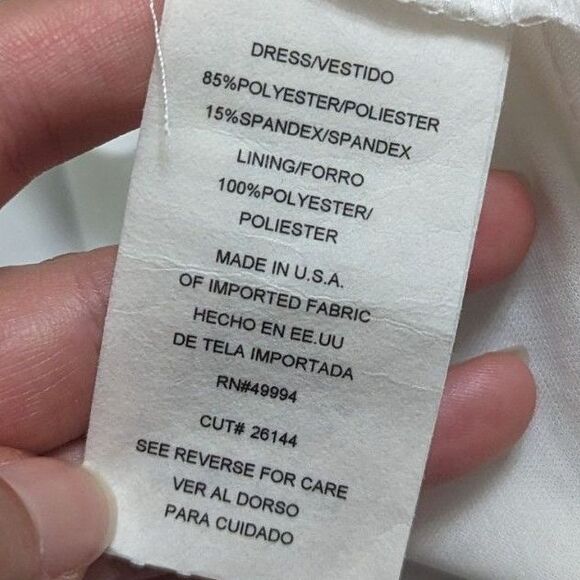 DRESS/VESTIDO
85%POLYESTER/POLIESTER
15%SPANDEX/SPANDEX
LINING/FORRO
100%POLYESTER/
POLIESTER
MADE IN U.S.A.
OF IMPORTED FABRIC
HECHO EN EE.UU
DE TELA IMPORTADA
RN#49994
CUT# 26144
SEE REVERSE FOR CARE
VER AL DORSO
PARA CUIDADO